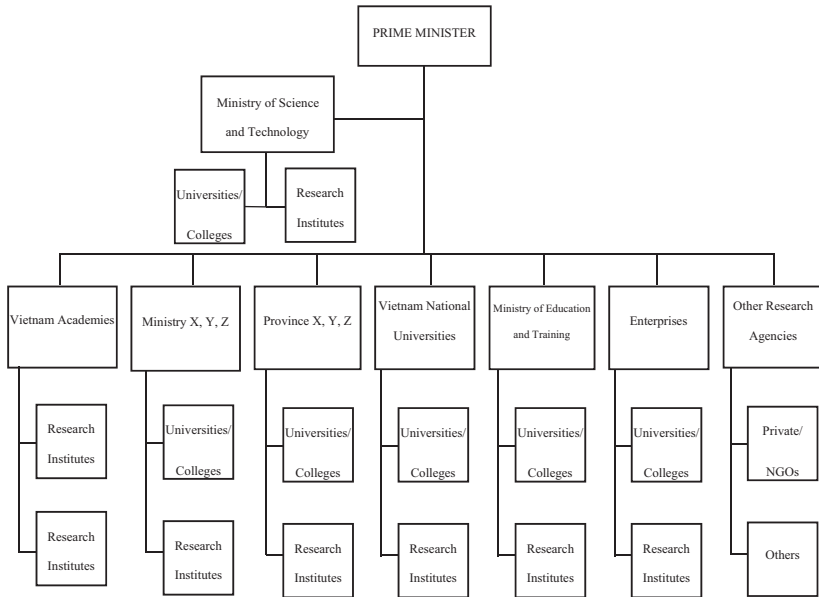 PRIME MINISTER
Ministry of Science
and Technology
Universities/
Colleges
Research
Institutes
Vietnam Academies
Ministry X, Y, Z
Province X, Y, Z
Vietnam National
Universities
Ministry of Education
and Training
Enterprises
Other Research
Agencies
Research
Institutes
Universities/
Colleges
Universities/
Colleges
Universities/
Colleges
Universities/
Colleges
Universities/
Colleges
Private/
NGOs
Research
Institutes
Research
Institutes
Research
Institutes
Research
Institutes
Research
Institutes
Research
Institutes
Others